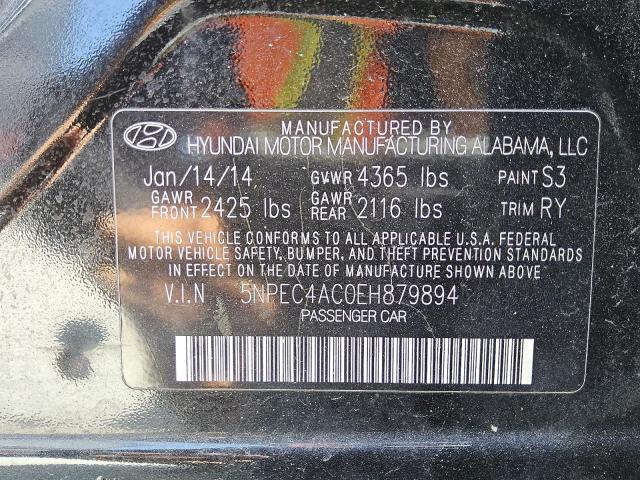 MANUFACTURED BY
HYUNDAI MOTOR MANUFACTURING ALABAMA, LLC
Jan/14/14 GVWR 4365 lbs PAINT S3
GAWR FRONT 2425 lbs GAWR REAR 2116 lbs TRIM RY
THIS VEHICLE CONFORMS TO ALL APPLICABLE U.S.A. FEDERAL
MOTOR VEHICLE SAFETY, BUMPER, AND THEFT PREVENTION STANDARDS
IN EFFECT ON THE DATE OF MANUFACTURE SHOWN ABOVE
V.I.N 5NPEC4AC0EH879894
PASSENGER CAR